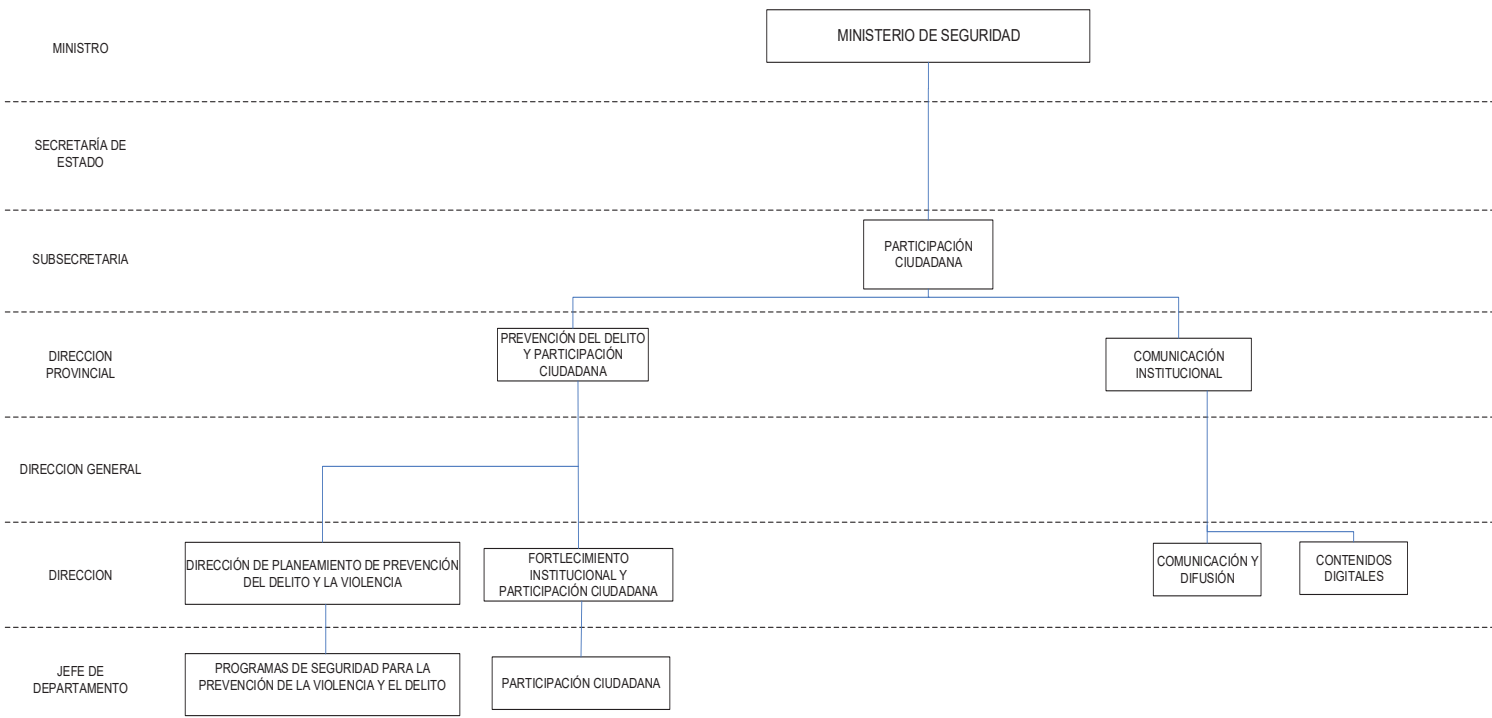 MINISTRO
MINISTERIO DE SEGURIDAD
SECRETARÍA DE
ESTADO
SUBSECRETARIA
PARTICIPACIÓN
CIUDADANA
DIRECCION
PROVINCIAL
PREVENCIÓN DEL DELITO
Y PARTICIPACIÓN
CIUDADANA
COMUNICACIÓN
INSTITUCIONAL
DIRECCION GENERAL
DIRECCION
DIRECCIÓN DE PLANEAMIENTO DE PREVENCIÓN
DEL DELITO Y LA VIOLENCIA
FORTLECIMIENTO
INSTITUCIONAL Y
PARTICIPACIÓN CIUDADANA
COMUNICACIÓN Y
DIFUSIÓN
CONTENIDOS
DIGITALES
JEFE DE
DEPARTAMENTO
PROGRAMAS DE SEGURIDAD PARA LA
PREVENCIÓN DE LA VIOLENCIA Y EL DELITO
PARTICIPACIÓN CIUDADANA